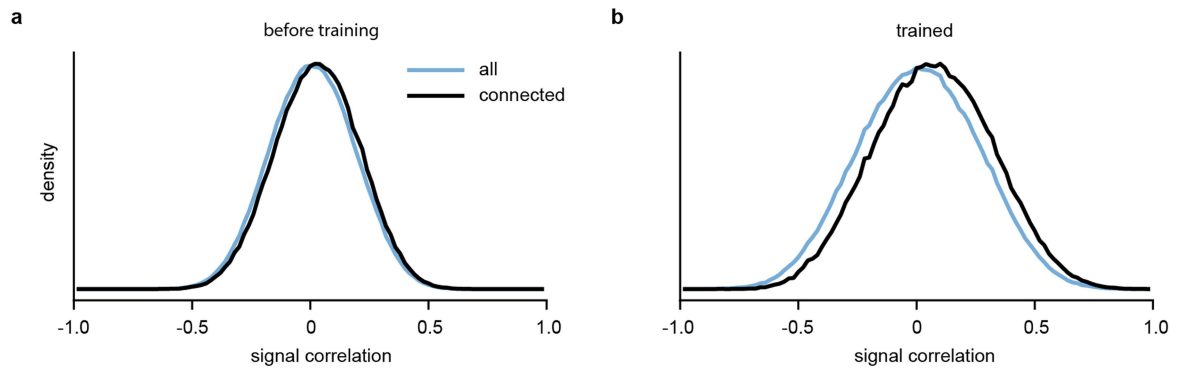 a
before training
all
connected
density
-1.0
-0.5
0
0.5
1.0
signal correlation
b
trained
-1.0
-0.5
0
0.5
1.0
signal correlation